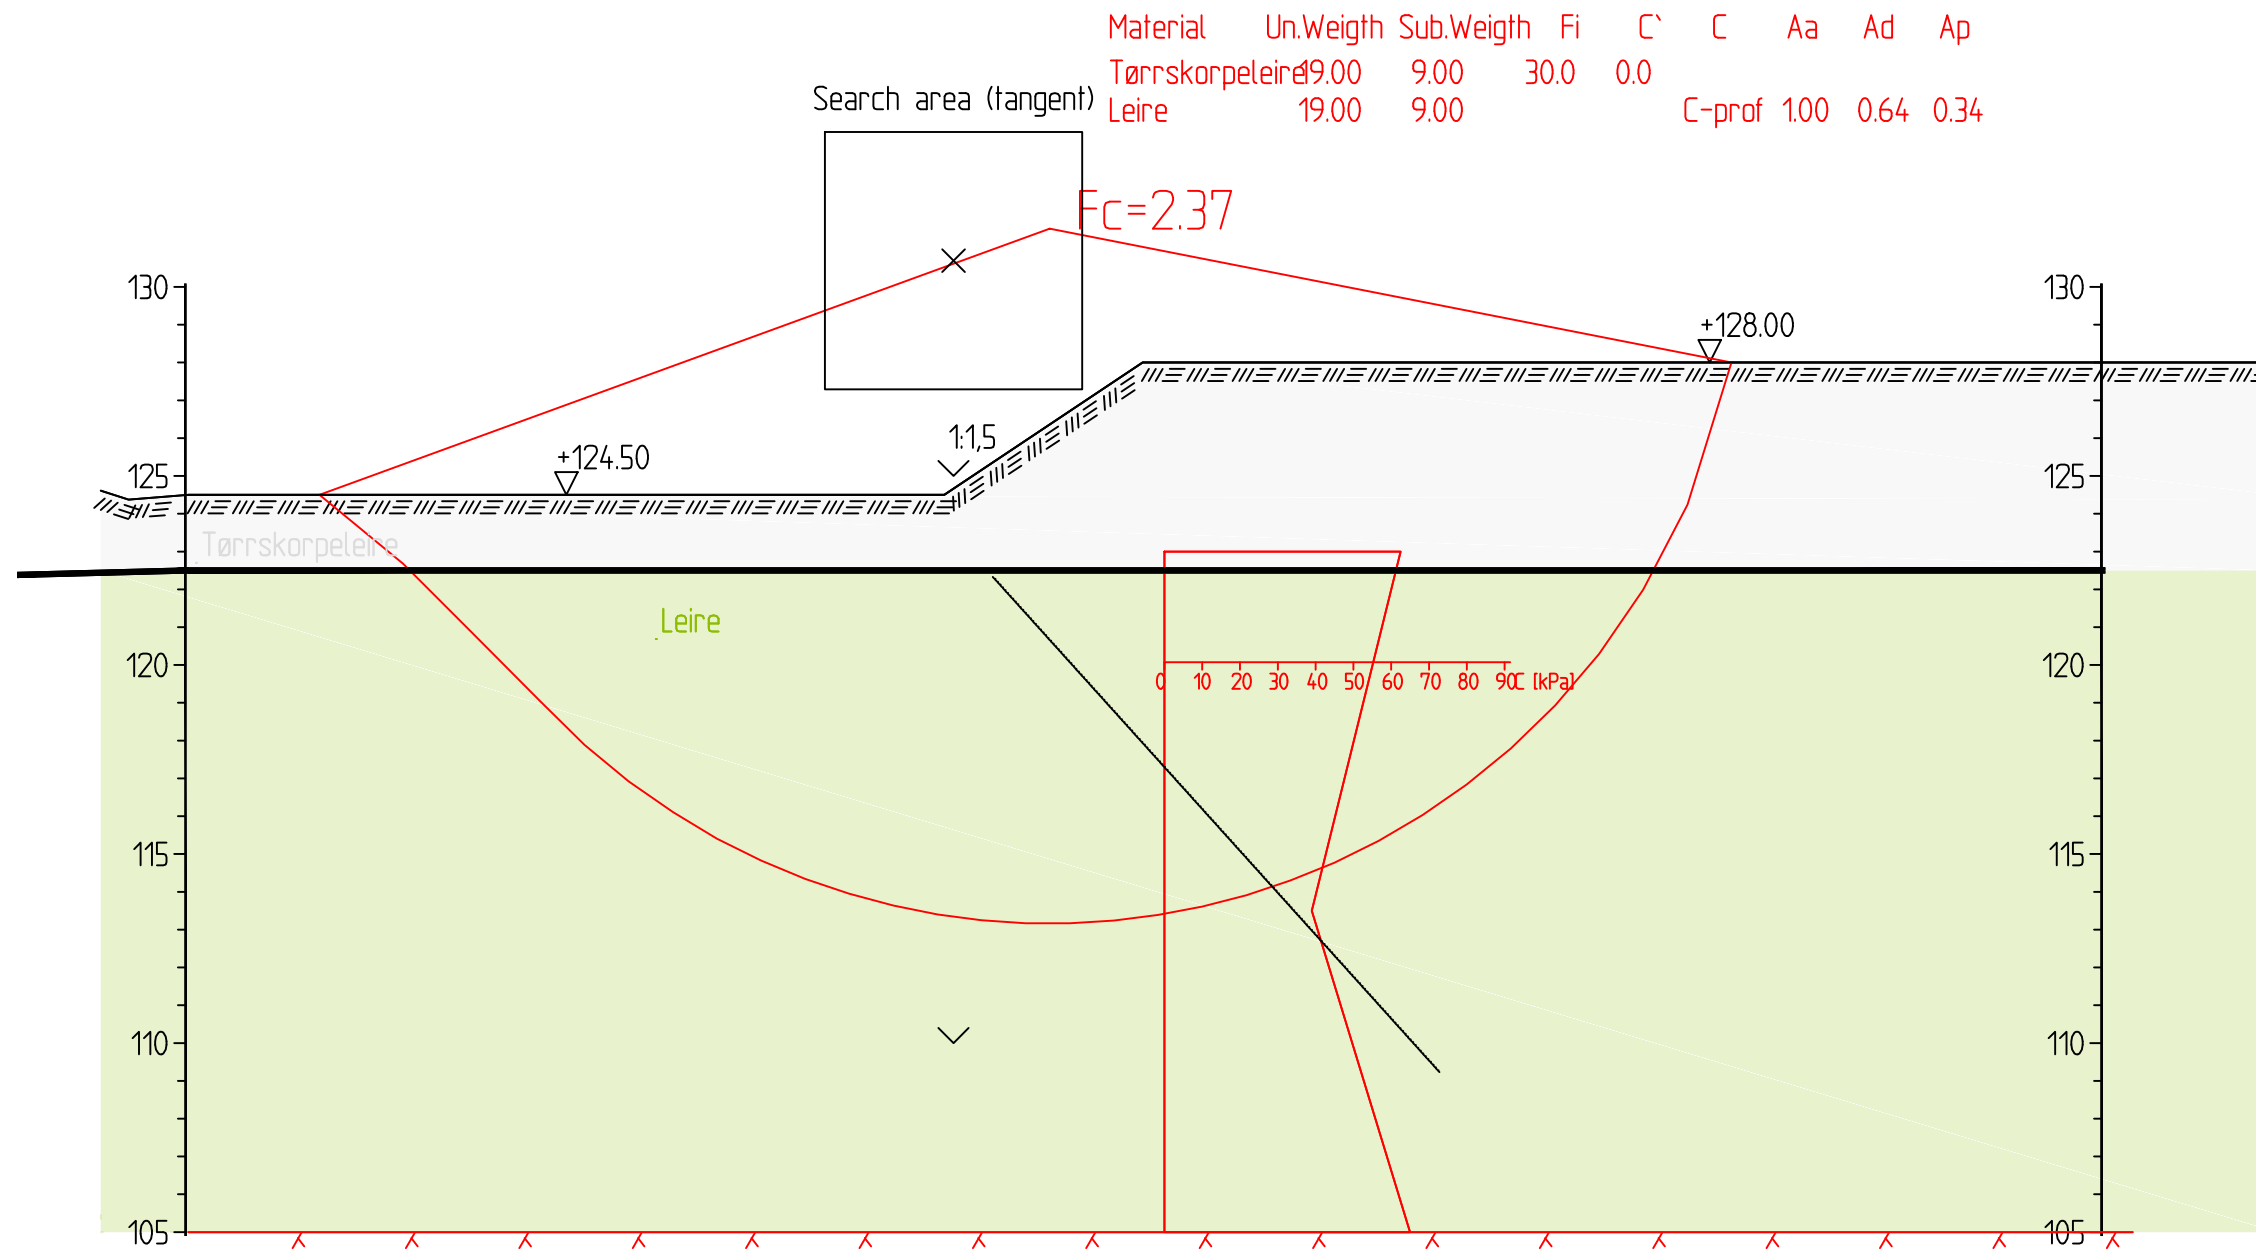 Material Un.Weigth Sub.Weigth Fi C` C Aa Ad Ap
Tørrskorpeleire 19.00 9.00 30.0 0.0
Leire 19.00 9.00 C-prof 1.00 0.64 0.34
Search area (tangent)
Fc=2.37
130 130
+128.00
1:1,5
+124.50
125 125
Tørrskorpeleire
Leire
120 120
0 10 20 30 40 50 60 70 80 90 C [kPa]
115 115
110 110
105 105